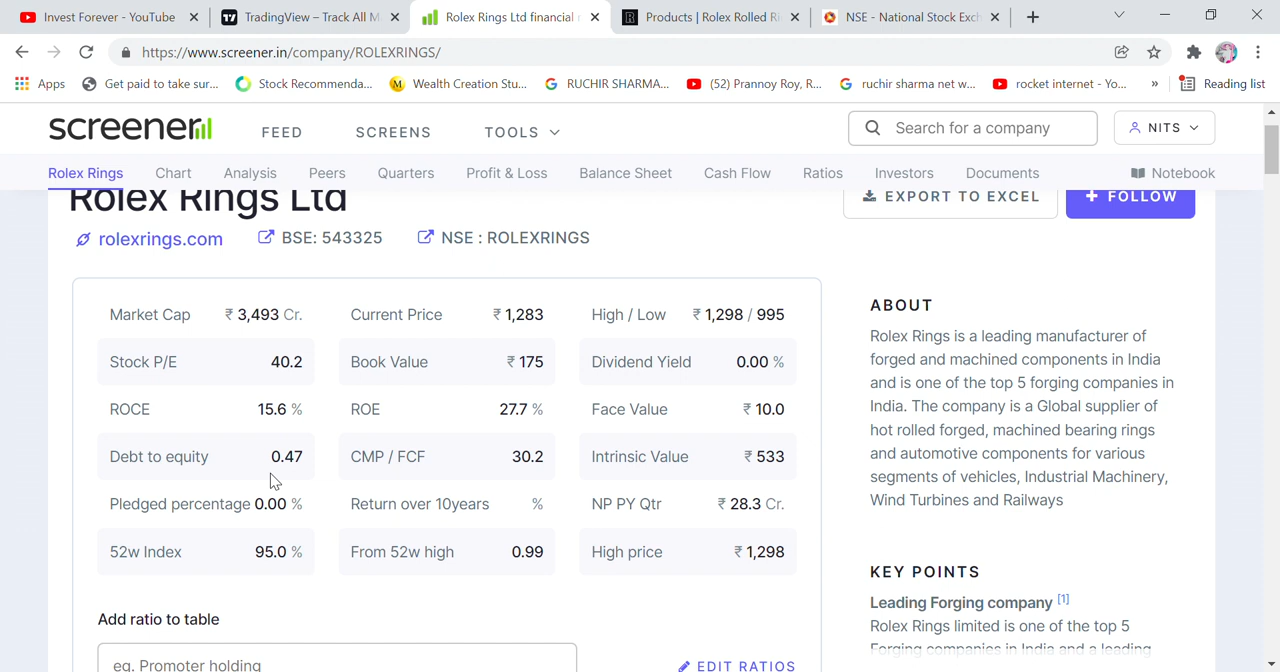 Invest Forever - YouTube
TradingView – Track All M
Rolex Rings Ltd financial
Products | Rolex Rolled Ri
NSE - National Stock Exch
https://www.screener.in/company/ROLEXRINGS/
Apps
Get paid to take sur...
Stock Recommenda...
Wealth Creation Stu...
RUCHIR SHARMA...
(52) Prannoy Roy, R...
ruchir sharma net w...
rocket internet - Yo...
»
Reading list
screener
FEED
SCREENS
TOOLS
Search for a company
NITS
Rolex Rings
Chart
Analysis
Peers
Quarters
Profit & Loss
Balance Sheet
Cash Flow
Ratios
Investors
Documents
Notebook
Rolex Rings Ltd
EXPORT TO EXCEL
+ FOLLOW
rolexrings.com
BSE: 543325
NSE : ROLEXRINGS
Market Cap ₹ 3,493 Cr.
Current Price ₹ 1,283
High / Low ₹ 1,298 / 995
Stock P/E 40.2
Book Value ₹ 175
Dividend Yield 0.00 %
ROCE 15.6 %
ROE 27.7 %
Face Value ₹ 10.0
Debt to equity 0.47
CMP / FCF 30.2
Intrinsic Value ₹ 533
Pledged percentage 0.00 %
Return over 10years %
NP PY Qtr ₹ 28.3 Cr.
52w Index 95.0 %
From 52w high 0.99
High price ₹ 1,298
Add ratio to table
eg. Promoter holding
EDIT RATIOS
ABOUT
Rolex Rings is a leading manufacturer of
forged and machined components in India
and is one of the top 5 forging companies in
India. The company is a Global supplier of
hot rolled forged, machined bearing rings
and automotive components for various
segments of vehicles, Industrial Machinery,
Wind Turbines and Railways
KEY POINTS
Leading Forging company [1]
Rolex Rings limited is one of the top 5
Forging companies in India and a leading